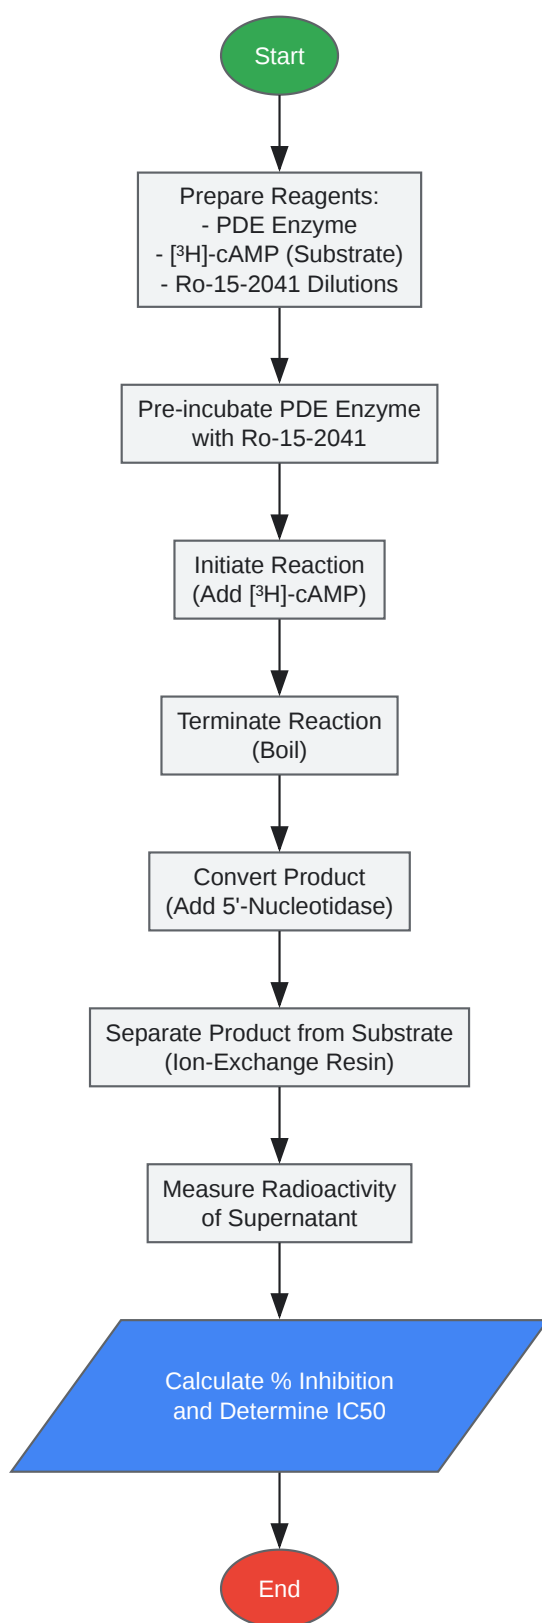 Start
Prepare Reagents:
- PDE Enzyme
- [³H]-cAMP (Substrate)
- Ro-15-2041 Dilutions
Pre-incubate PDE Enzyme
with Ro-15-2041
Initiate Reaction
(Add [³H]-cAMP)
Terminate Reaction
(Boil)
Convert Product
(Add 5'-Nucleotidase)
Separate Product from Substrate
(Ion-Exchange Resin)
Measure Radioactivity
of Supernatant
Calculate % Inhibition
and Determine IC50
End